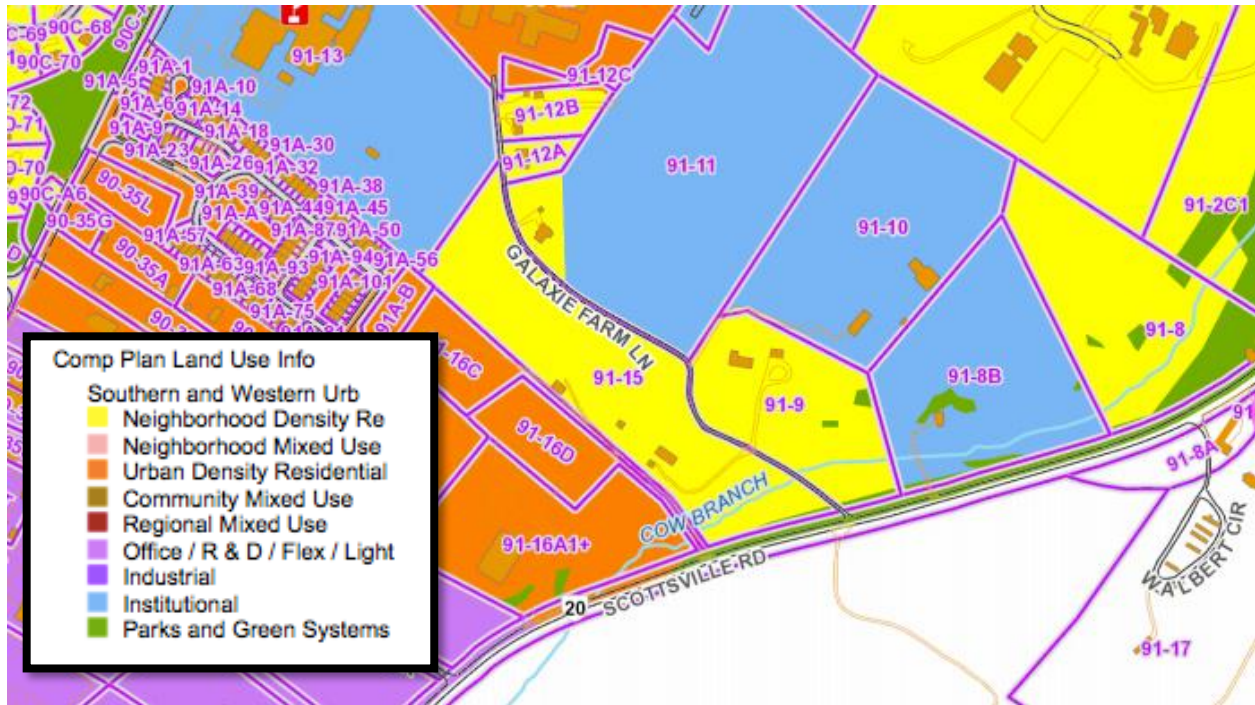 90C-68
90C-69
90C-70
91-13
91A-1
91A-5
91A-10
91A-6
91A-14
91A-9
91A-18
91A-23
91A-30
91A-26
91A-32
91-12C
91-12B
91-12A
91-11
91-10
91-2C1
91-8
91-8B
91-9
91-15
90-35L
90C-A6
90-35G
90-35A
91A-39
91A-38
91A-A
91A-44
91A-45
91A-57
91A-87
91A-50
91A-63
91A-93
91A-94
91A-56
91A-68
91A-101
91A-75
91A-B
GALAXIE FARM LN
91-16D
91-16A1+
COW BRANCH
20
SCOTTSVILLE RD
91-8A
W ALBERT CIR
91-17
Comp Plan Land Use Info
Southern and Western Urb
Neighborhood Density Re
Neighborhood Mixed Use
Urban Density Residential
Community Mixed Use
Regional Mixed Use
Office / R & D / Flex / Light
Industrial
Institutional
Parks and Green Systems